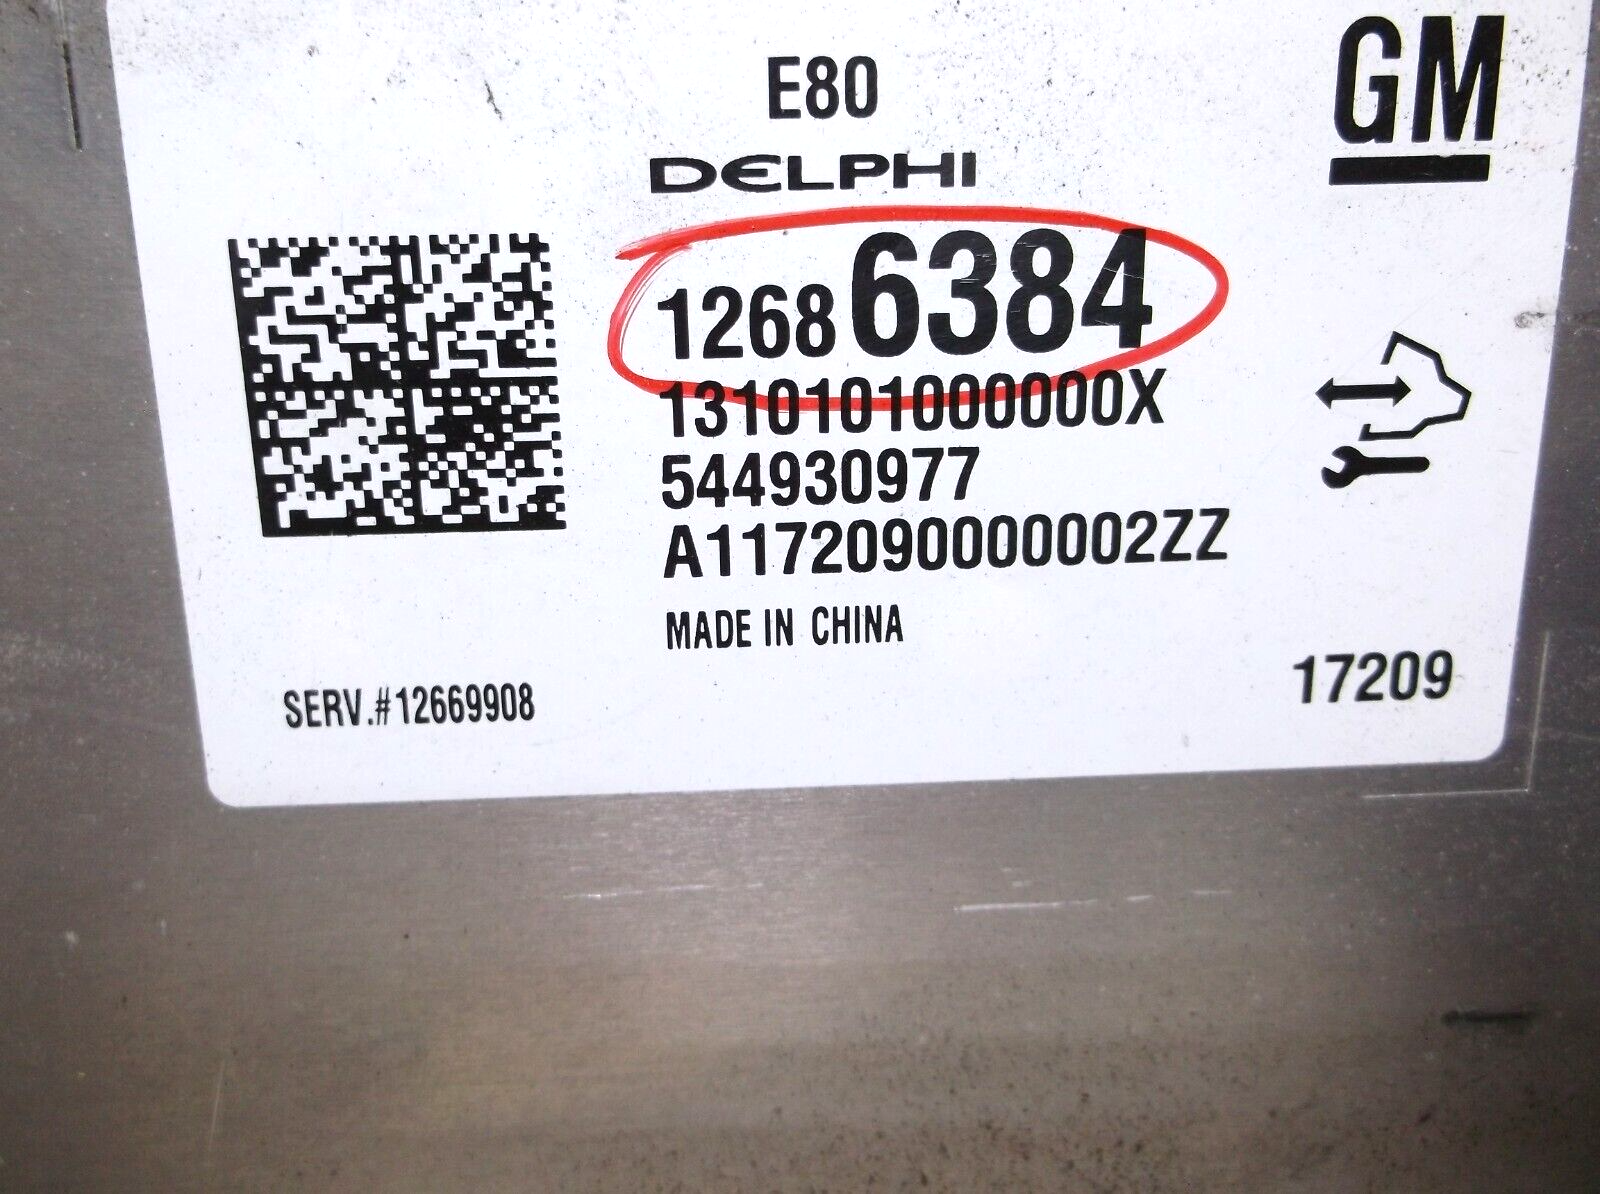 GM
E80
DELPHI
12686384
1310101000000X
544930977
A1172090000002ZZ
MADE IN CHINA
17209
SERV.#12669908